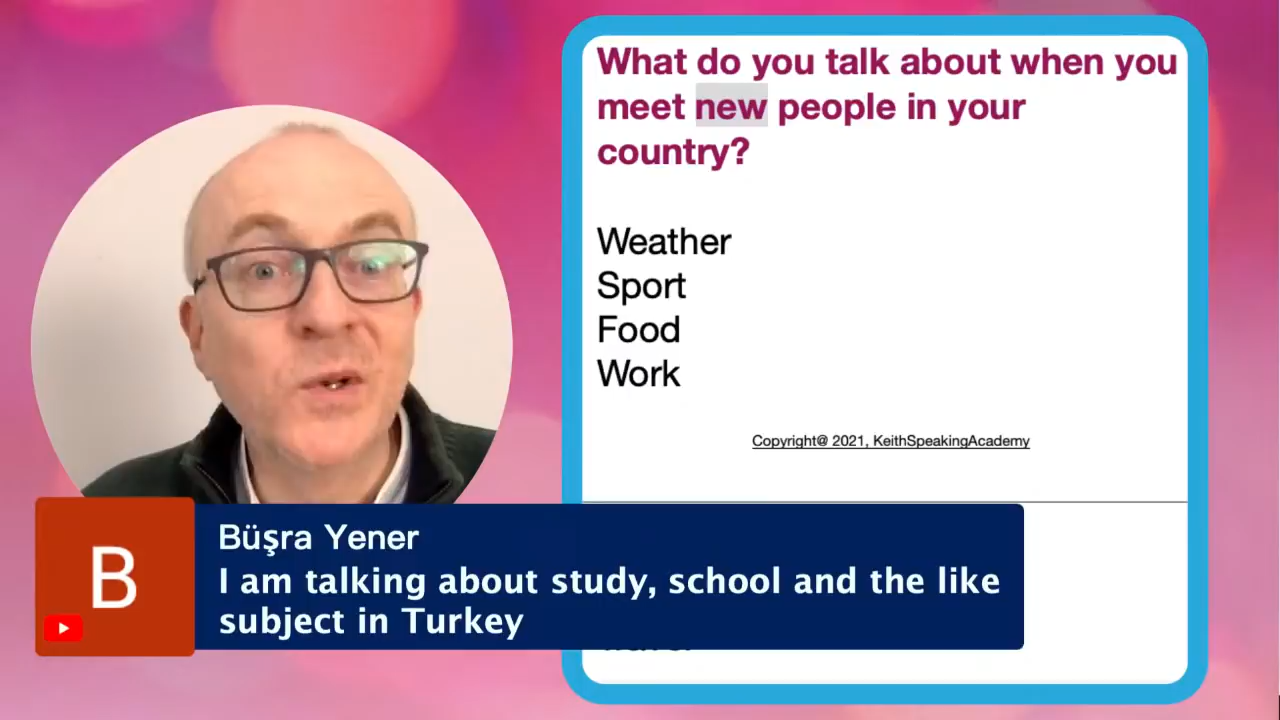 What do you talk about when you
meet new people in your
country?
Weather
Sport
Food
Work
Copyright@ 2021, KeithSpeakingAcademy
B
Büşra Yener
I am talking about study, school and the like
subject in Turkey